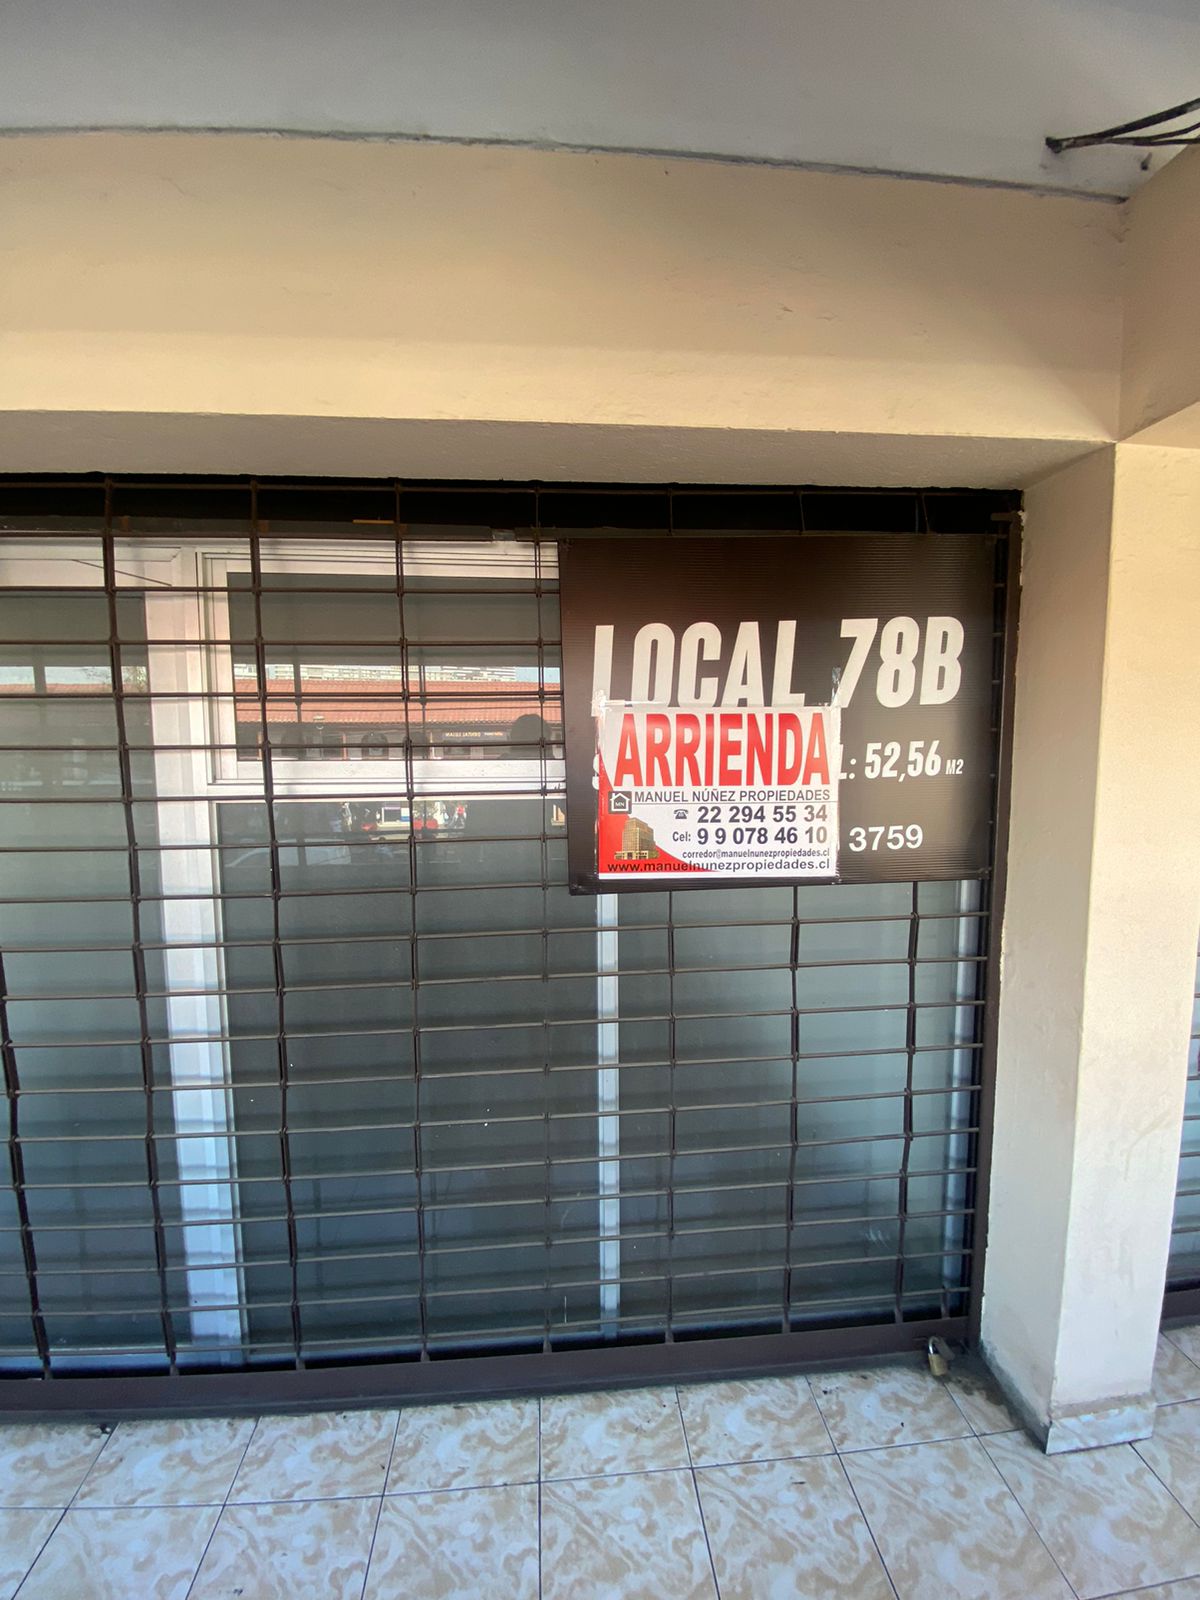 LOCAL 78B
ARRIENDA
L: 52,56 M2
MANUEL NÚÑEZ PROPIEDADES
MN
☎ 22 294 55 34
Cel: 9 9 078 46 10
3759
corredor@manuelnunezpropiedades.cl
www.manuelnunezpropiedades.cl